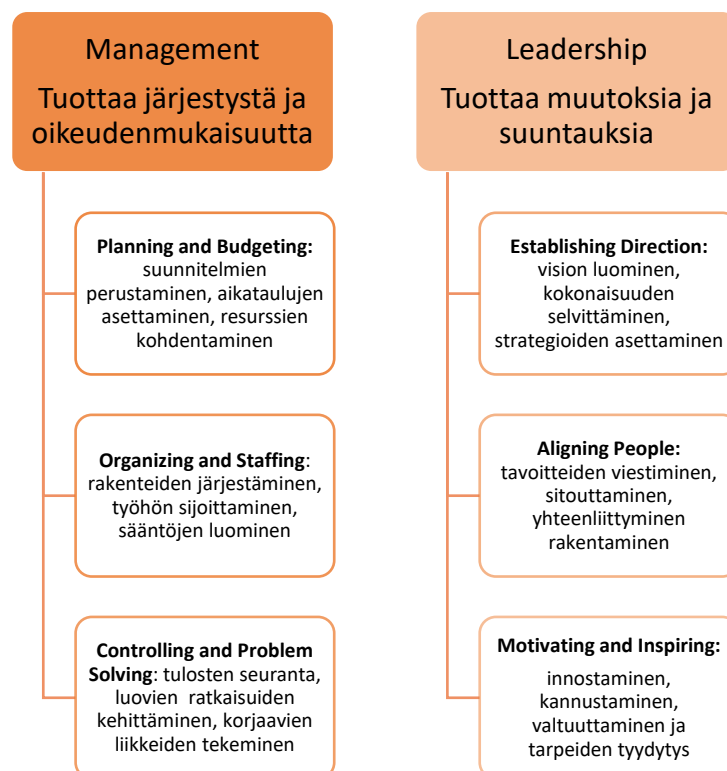 Management
Tuottaa järjestystä ja
oikeudenmukaisuutta
Planning and Budgeting:
suunnitelmien
perustaminen, aikataulujen
asettaminen, resurssien
kohdentaminen
Organizing and Staffing:
rakenteiden järjestäminen,
työhön sijoittaminen,
sääntöjen luominen
Controlling and Problem
Solving: tulosten seuranta,
luovien ratkaisuiden
kehittäminen, korjaavien
liikkeiden tekeminen
Leadership
Tuottaa muutoksia ja
suuntauksia
Establishing Direction:
vision luominen,
kokonaisuuden
selvittäminen,
strategioiden asettaminen
Aligning People:
tavoitteiden viestiminen,
sitouttaminen,
yhteenliittyminen
rakentaminen
Motivating and Inspiring:
innostaminen,
kannustaminen,
valtuuttaminen ja
tarpeiden tyydytys